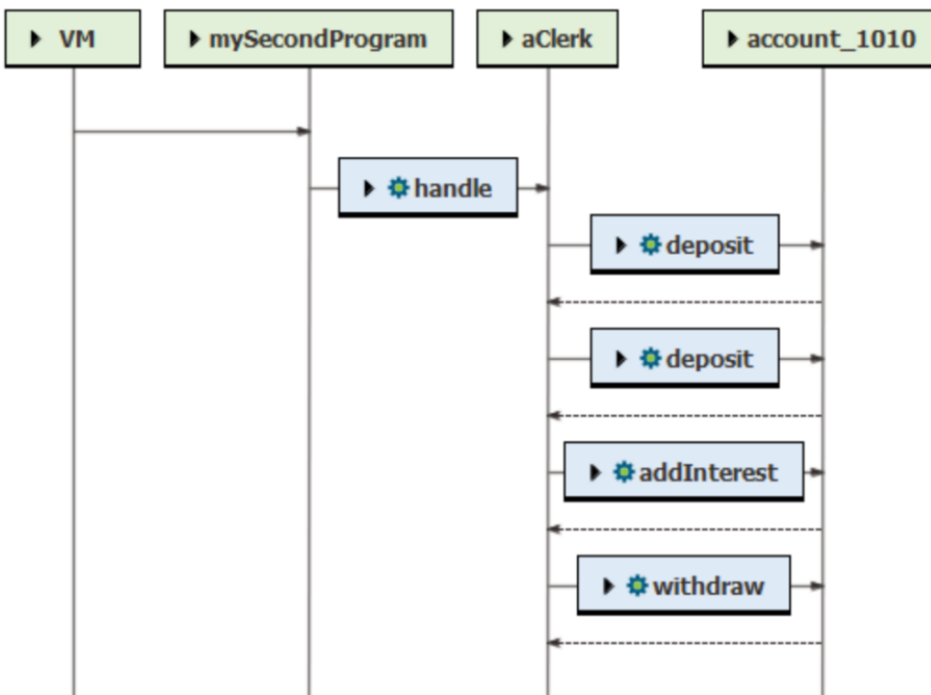 VM mySecondProgram aClerk account_1010
handle
deposit
deposit
addInterest
withdraw